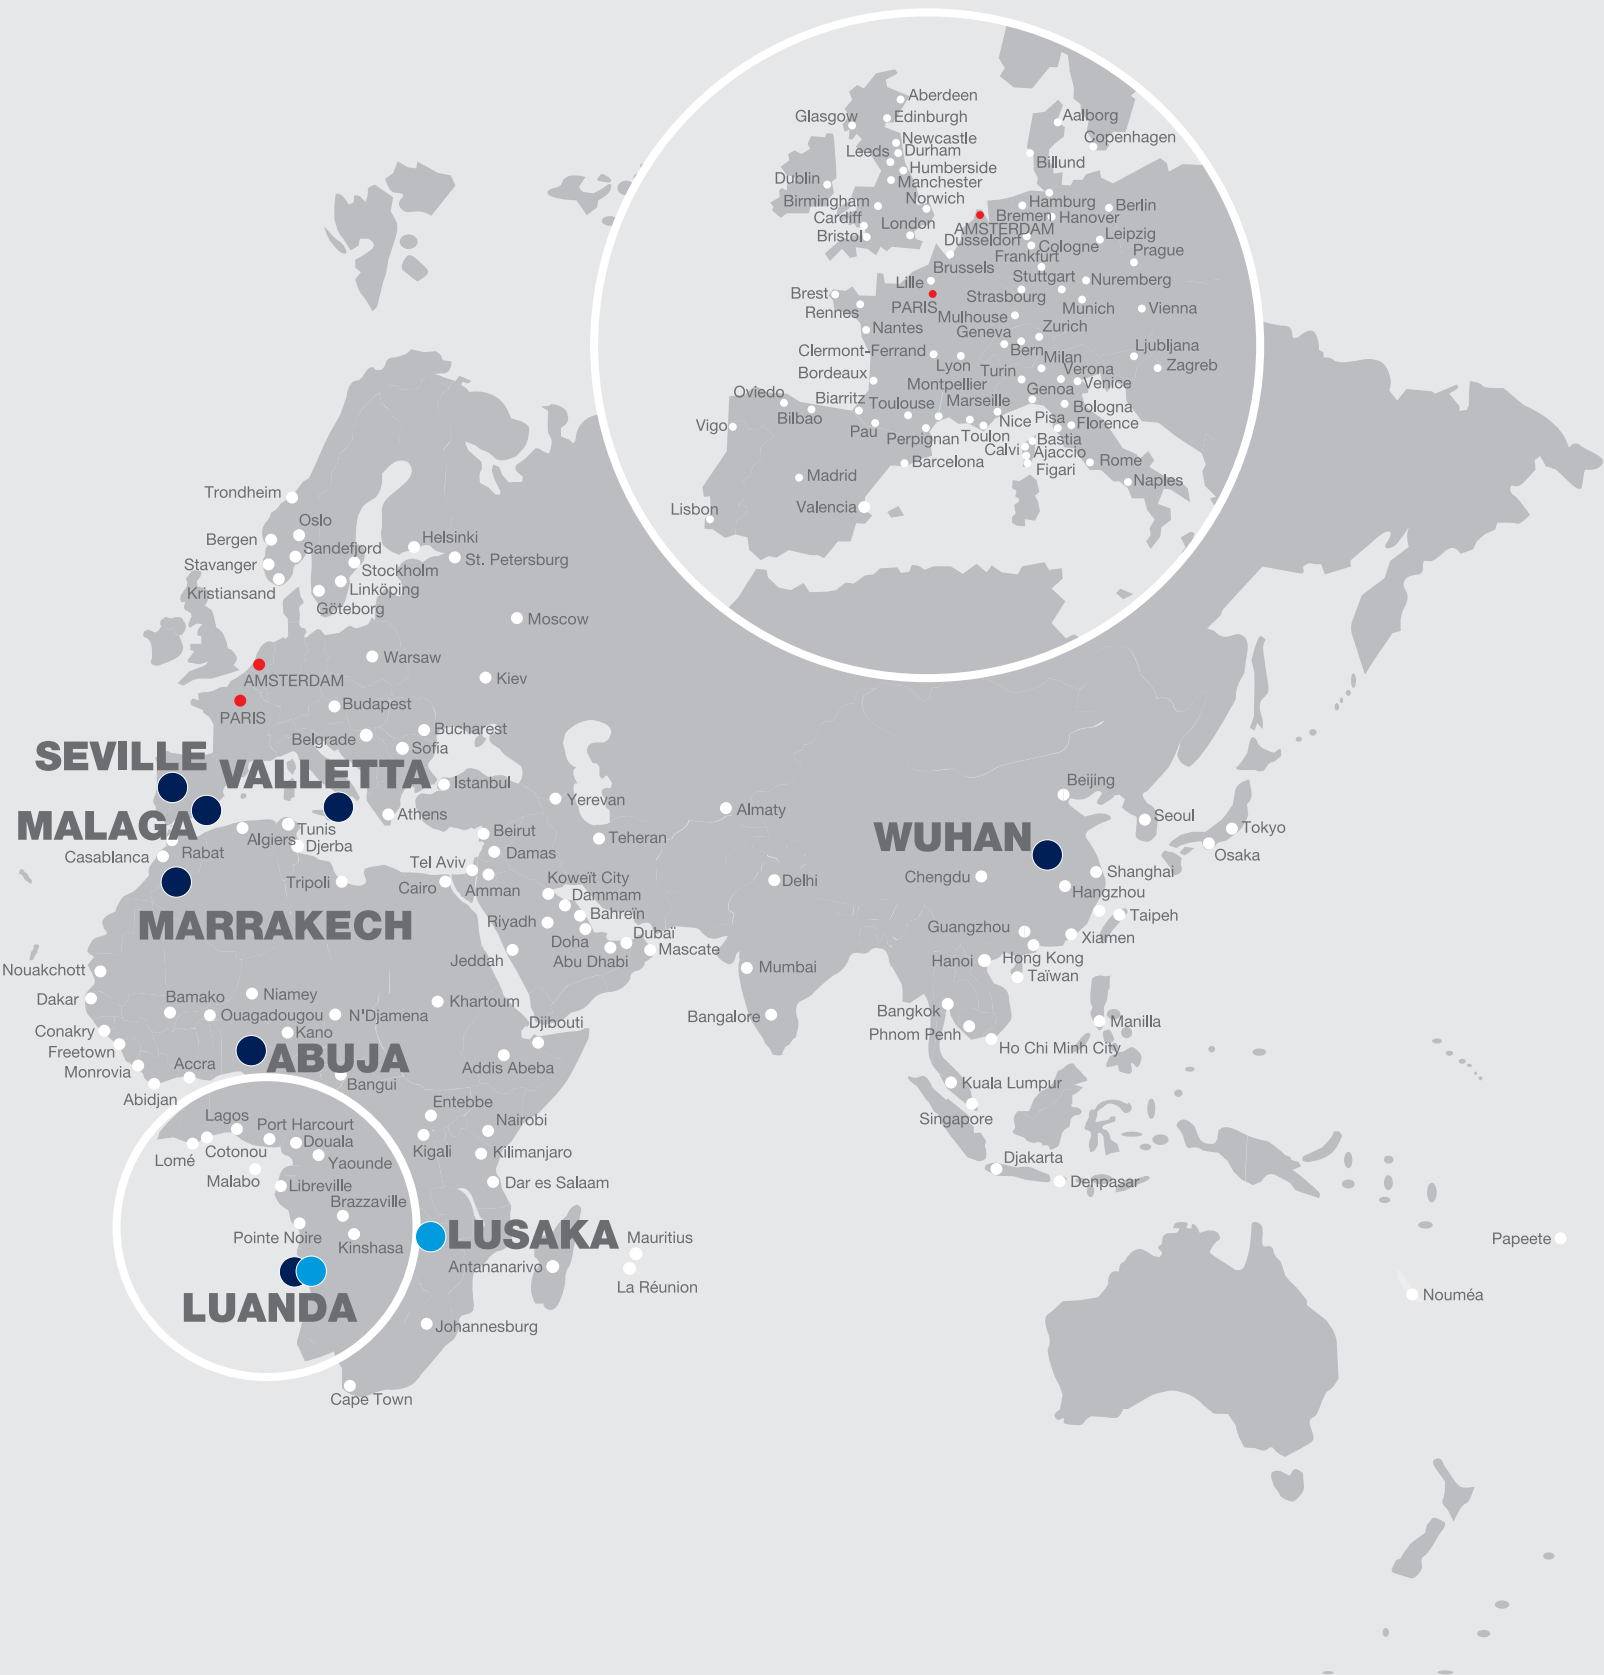 Aberdeen
Glasgow
Edinburgh
Aalborg
Newcastle
Copenhagen
Leeds
Durham
Billund
Humberside
Dublin
Manchester
Birmingham
Norwich
Hamburg
Berlin
Cardiff
London
Bremen
Hanover
Bristol
AMSTERDAM
Düsseldorf
Cologne
Leipzig
Frankfurt
Prague
Brussels
Lille
Stuttgart
Nuremberg
Brest
Strasbourg
Rennes
PARIS
Munich
Vienna
Mulhouse
Nantes
Geneva
Zurich
Clermont-Ferrand
Bern
Ljubljana
Lyon
Milan
Zagreb
Bordeaux
Turin
Verona
Montpellier
Genoa
Venice
Oviedo
Biarritz
Toulouse
Marseille
Bologna
Bilbao
Nice
Pisa
Florence
Vigo
Pau
Perpignan
Toulon
Bastia
Calvi
Ajaccio
Barcelona
Figari
Rome
Madrid
Naples
Valencia
Lisbon
Trondheim
Oslo
Bergen
Sandefjord
Helsinki
Stavanger
Stockholm
St. Petersburg
Kristiansand
Linköping
Göteborg
Moscow
Warsaw
AMSTERDAM
Kiev
Budapest
PARIS
Bucharest
Belgrade
Sofia
SEVILLE
VALLETTA
Istanbul
Beijing
Yerevan
Almaty
MALAGA
Athens
Seoul
Tunis
Algiers
Beirut
Teheran
WUHAN
Tokyo
Djerba
Casablanca
Rabat
Damas
Osaka
Tel Aviv
Tripoli
Cairo
Amman
Koweït City
Delhi
Chengdu
Shanghai
Dammam
Hangzhou
MARRAKECH
Riyadh
Bahreïn
Taipeh
Doha
Dubaï
Guangzhou
Xiamen
Jeddah
Abu Dhabi
Mascate
Hanoi
Hong Kong
Nouakchott
Mumbai
Taïwan
Dakar
Bamako
Niamey
Khartoum
Ouagadougou
N'Djamena
Bangalore
Bangkok
Conakry
Kano
Djibouti
Manilla
Freetown
ABUJA
Phnom Penh
Ho Chi Minh City
Monrovia
Accra
Addis Abeba
Abidjan
Bangui
Kuala Lumpur
Entebbe
Singapore
Lagos
Port Harcourt
Nairobi
Cotonou
Douala
Lomé
Yaounde
Kigali
Kilimanjaro
Malabo
Libreville
Djakarta
Dar es Salaam
Denpasar
Brazzaville
Pointe Noire
Kinshasa
LUSAKA
Mauritius
Papeete
Antananarivo
La Réunion
Nouméa
LUANDA
Johannesburg
Cape Town